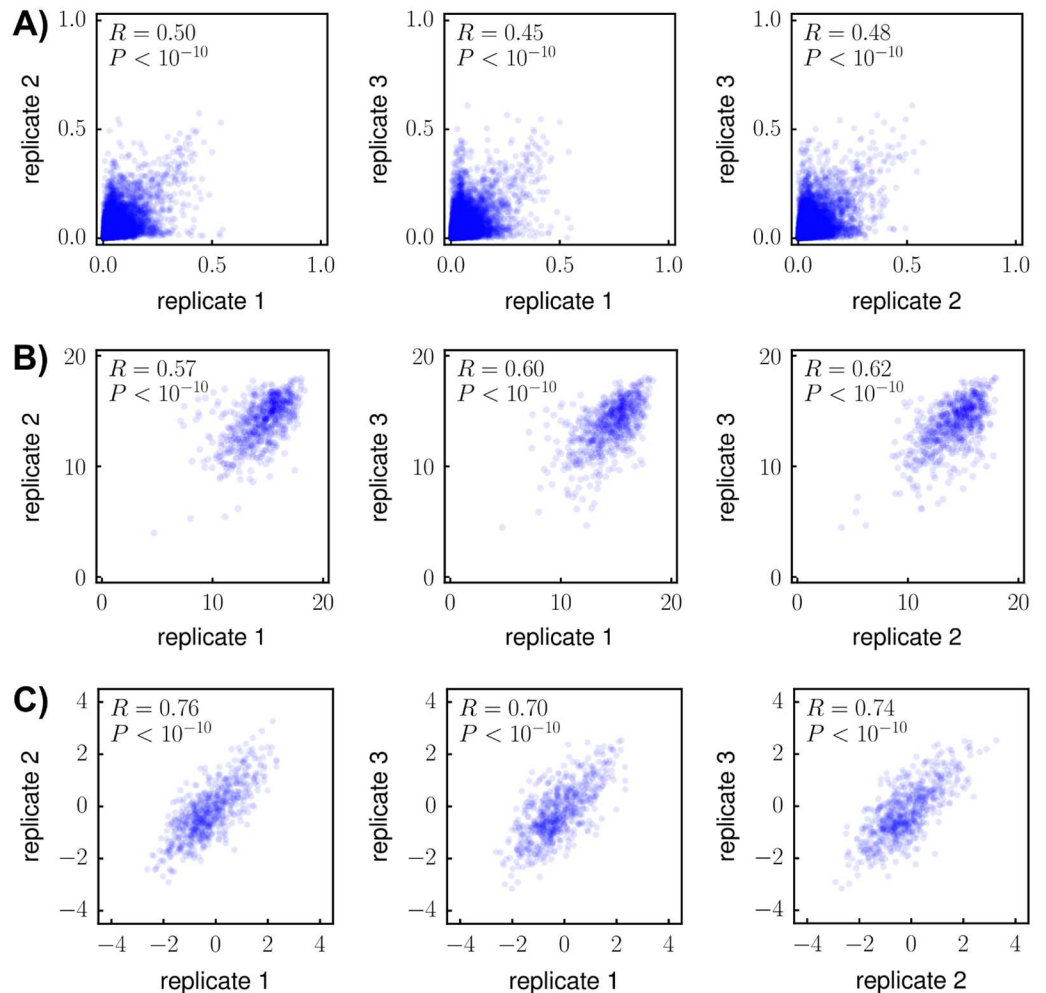 A)
1.0
R = 0.50
P < 10⁻¹⁰
replicate 2
0.5
0.0
0.0 0.5 1.0
replicate 1
1.0
R = 0.45
P < 10⁻¹⁰
replicate 3
0.5
0.0
0.0 0.5 1.0
replicate 1
1.0
R = 0.48
P < 10⁻¹⁰
replicate 3
0.5
0.0
0.0 0.5 1.0
replicate 2
B)
20
R = 0.57
P < 10⁻¹⁰
replicate 2
10
0
0 10 20
replicate 1
20
R = 0.60
P < 10⁻¹⁰
replicate 3
10
0
0 10 20
replicate 1
20
R = 0.62
P < 10⁻¹⁰
replicate 3
10
0
0 10 20
replicate 2
C)
4
R = 0.76
P < 10⁻¹⁰
2
replicate 2
0
−2
−4
−4 −2 0 2 4
replicate 1
4
R = 0.70
P < 10⁻¹⁰
2
replicate 3
0
−2
−4
−4 −2 0 2 4
replicate 1
4
R = 0.74
P < 10⁻¹⁰
2
replicate 3
0
−2
−4
−4 −2 0 2 4
replicate 2